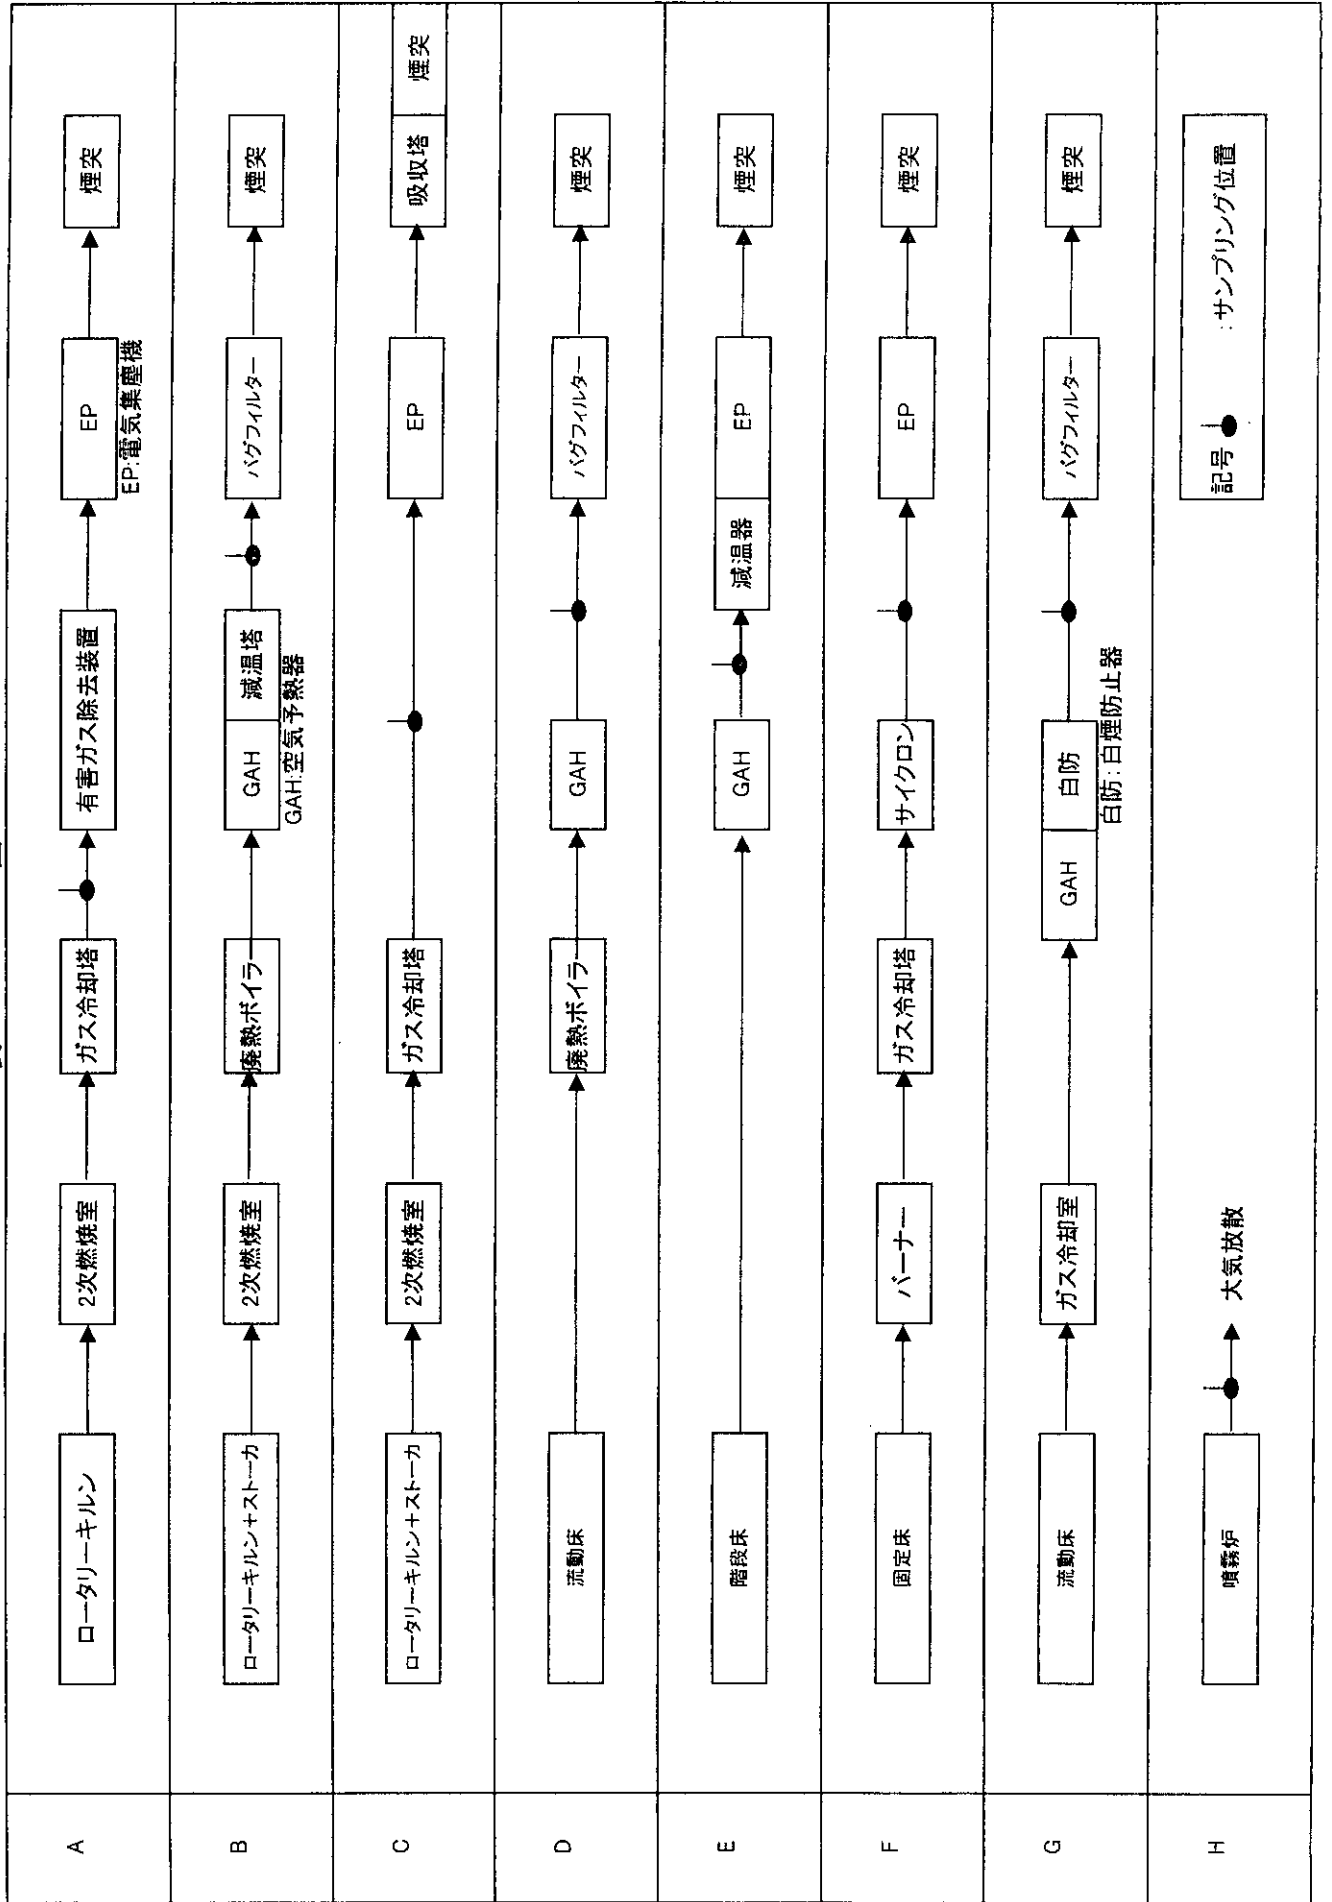 A
ロータリーキルン
2次燃焼室
ガス冷却塔
有害ガス除去装置
EP
EP:電気集塵機
煙突
B
ロータリーキルン+ストーカ
2次燃焼室
廃熱ボイラー
GAH
減温塔
GAH:空気予熱器
バグフィルター
煙突
C
ロータリーキルン+ストーカ
2次燃焼室
ガス冷却塔
EP
吸収塔
煙突
D
流動床
廃熱ボイラー
GAH
バグフィルター
煙突
E
階段床
GAH
減温器
EP
煙突
F
固定床
バーナー
ガス冷却塔
サイクロン
EP
煙突
G
流動床
ガス冷却室
GAH
白防
白防:白煙防止器
バグフィルター
煙突
H
噴霧炉
大気放散
記号 :サンプリング位置